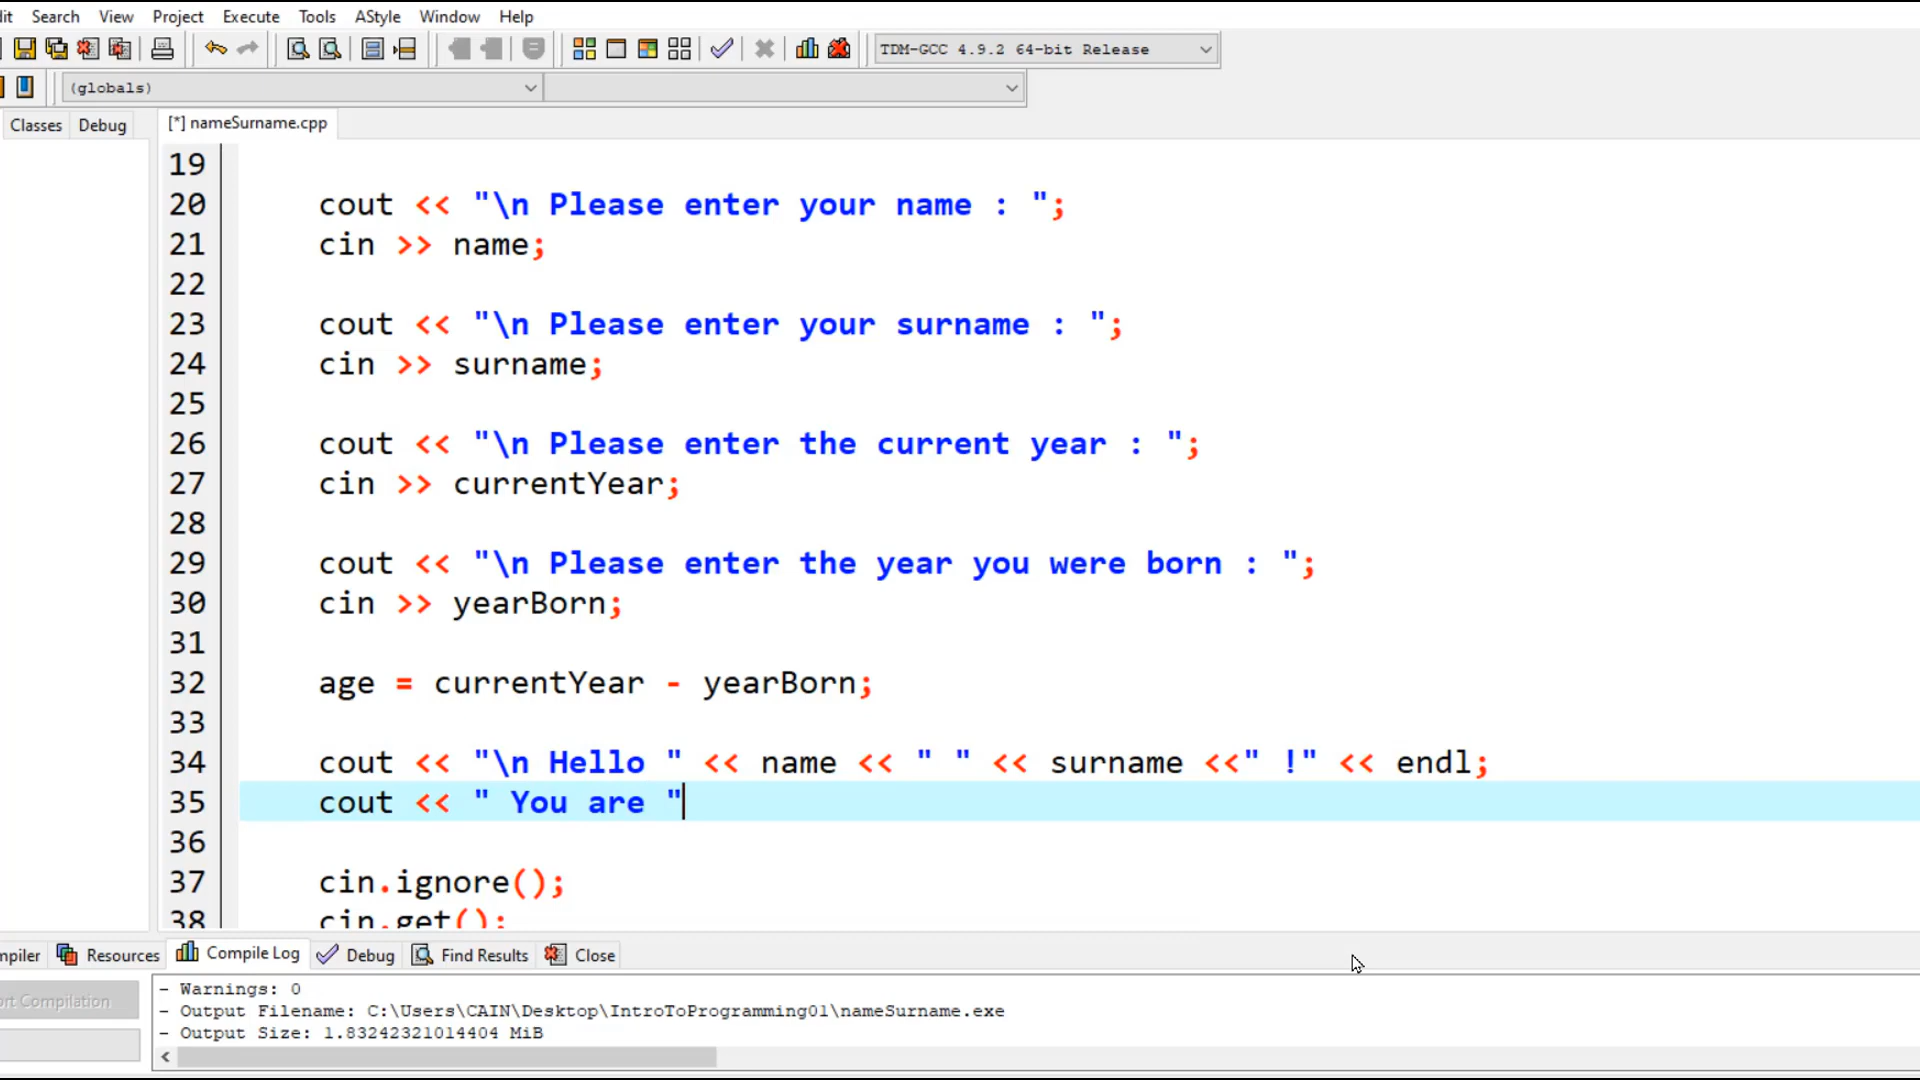 Search View Project Execute Tools AStyle Window Help
TDM-GCC 4.9.2 64-bit Release
(globals)
Classes Debug [*] nameSurname.cpp
19
20 cout << "\n Please enter your name : ";
21 cin >> name;
22
23 cout << "\n Please enter your surname : ";
24 cin >> surname;
25
26 cout << "\n Please enter the current year : ";
27 cin >> currentYear;
28
29 cout << "\n Please enter the year you were born : ";
30 cin >> yearBorn;
31
32 age = currentYear - yearBorn;
33
34 cout << "\n Hello " << name << " " << surname <<" !" << endl;
35 cout << " You are "
36
37 cin.ignore();
38 cin.get();
Resources Compile Log Debug Find Results Close
Compilation
- Warnings: 0
- Output Filename: C:\Users\CAIN\Desktop\IntroToProgramming01\nameSurname.exe
- Output Size: 1.83242321014404 MiB